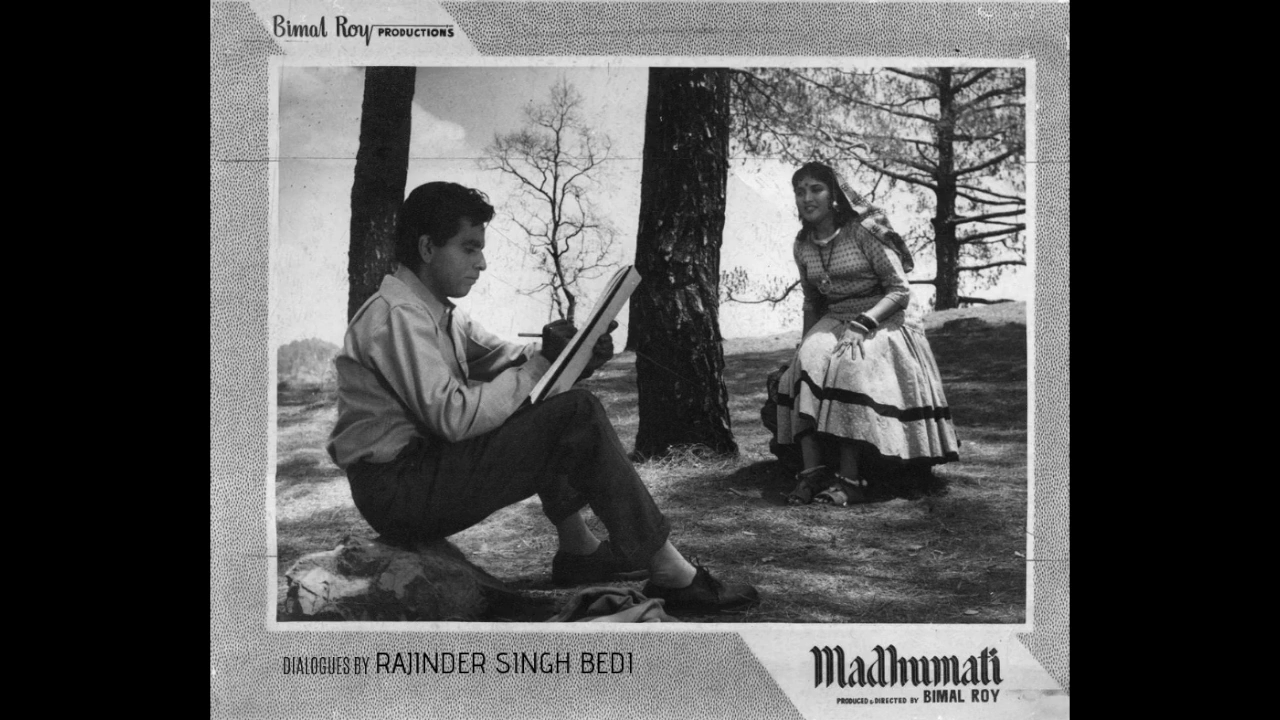 Bimal Roy PRODUCTIONS
DIALOGUES BY RAJINDER SINGH BEDI
Madhumati
PRODUCED & DIRECTED BY BIMAL ROY